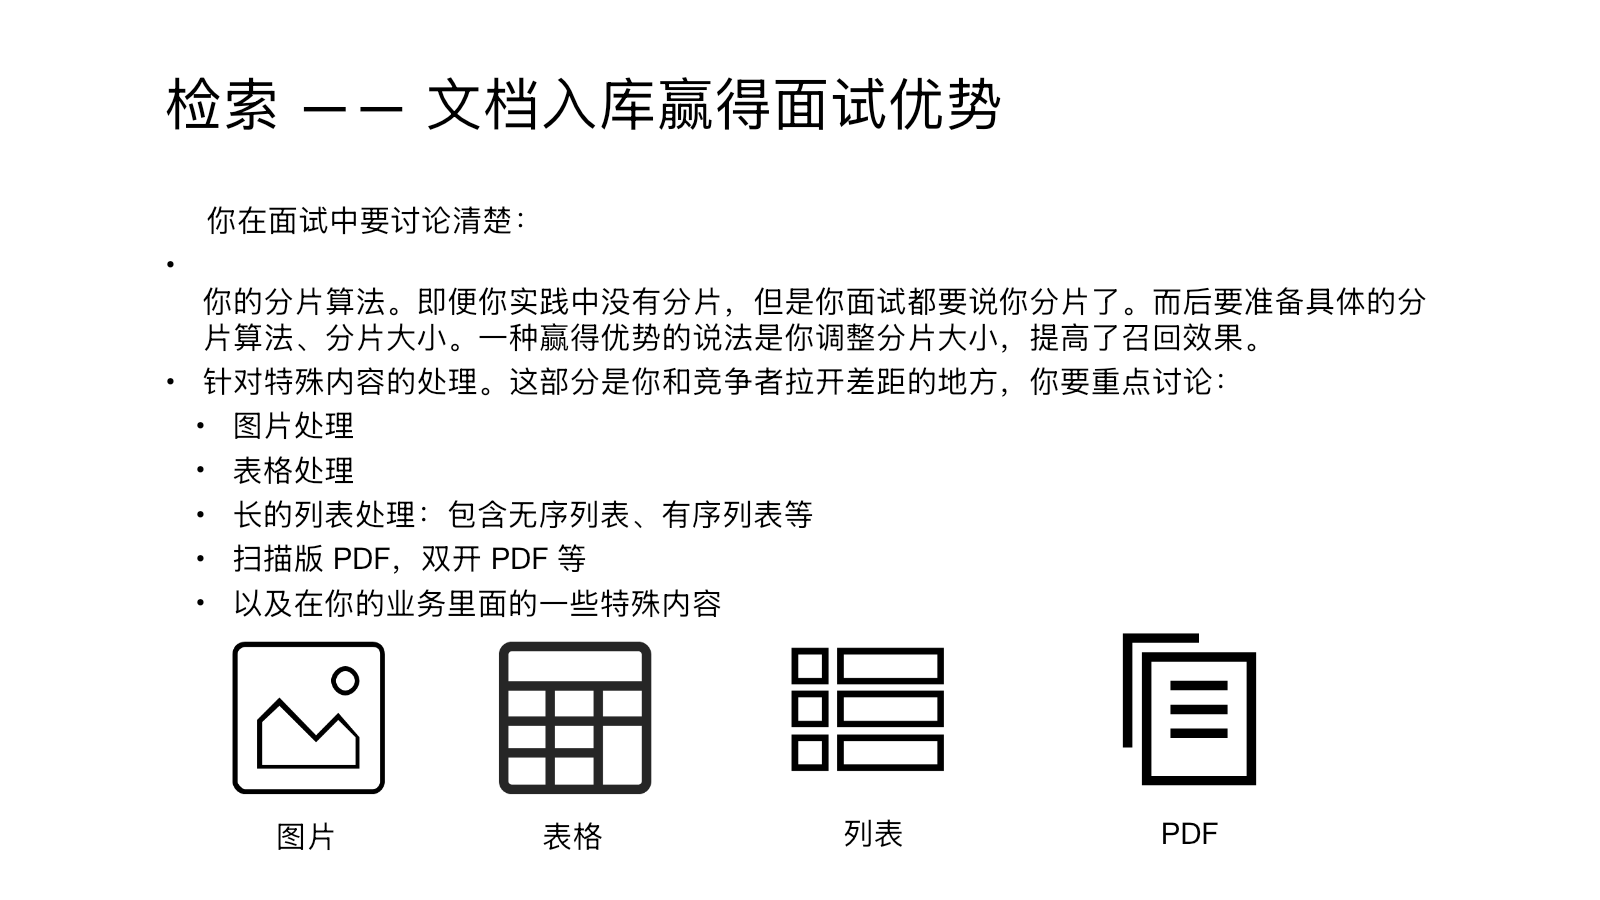 检索 —— 文档入库赢得面试优势
你在面试中要讨论清楚：
•
你的分片算法。即便你实践中没有分片，但是你面试都要说你分片了。而后要准备具体的分
片算法、分片大小。一种赢得优势的说法是你调整分片大小，提高了召回效果。
• 针对特殊内容的处理。这部分是你和竞争者拉开差距的地方，你要重点讨论：
• 图片处理
• 表格处理
• 长的列表处理：包含无序列表、有序列表等
• 扫描版 PDF，双开 PDF 等
• 以及在你的业务里面的一些特殊内容
图片
表格
列表
PDF